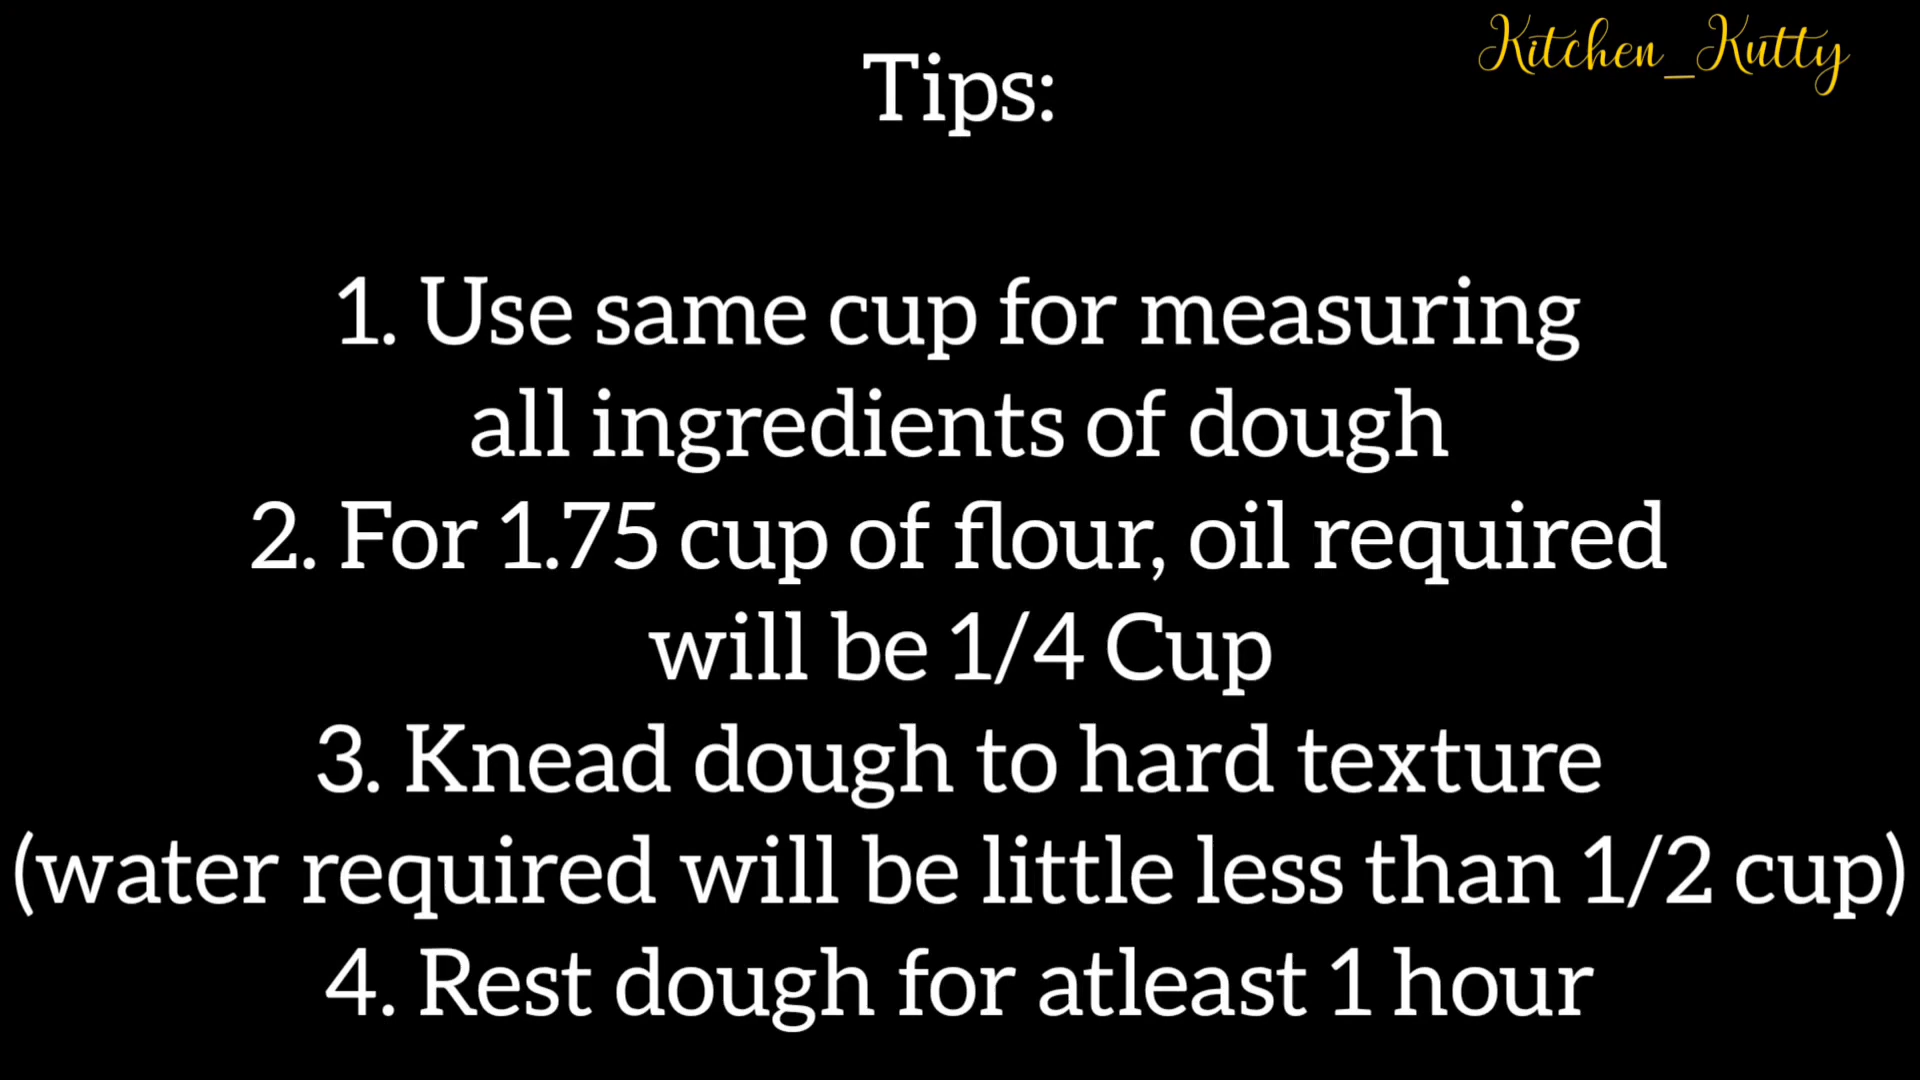 Kitchen_Kutty
Tips:
1. Use same cup for measuring
all ingredients of dough
2. For 1.75 cup of flour, oil required
will be 1/4 Cup
3. Knead dough to hard texture
(water required will be little less than 1/2 cup)
4. Rest dough for atleast 1 hour